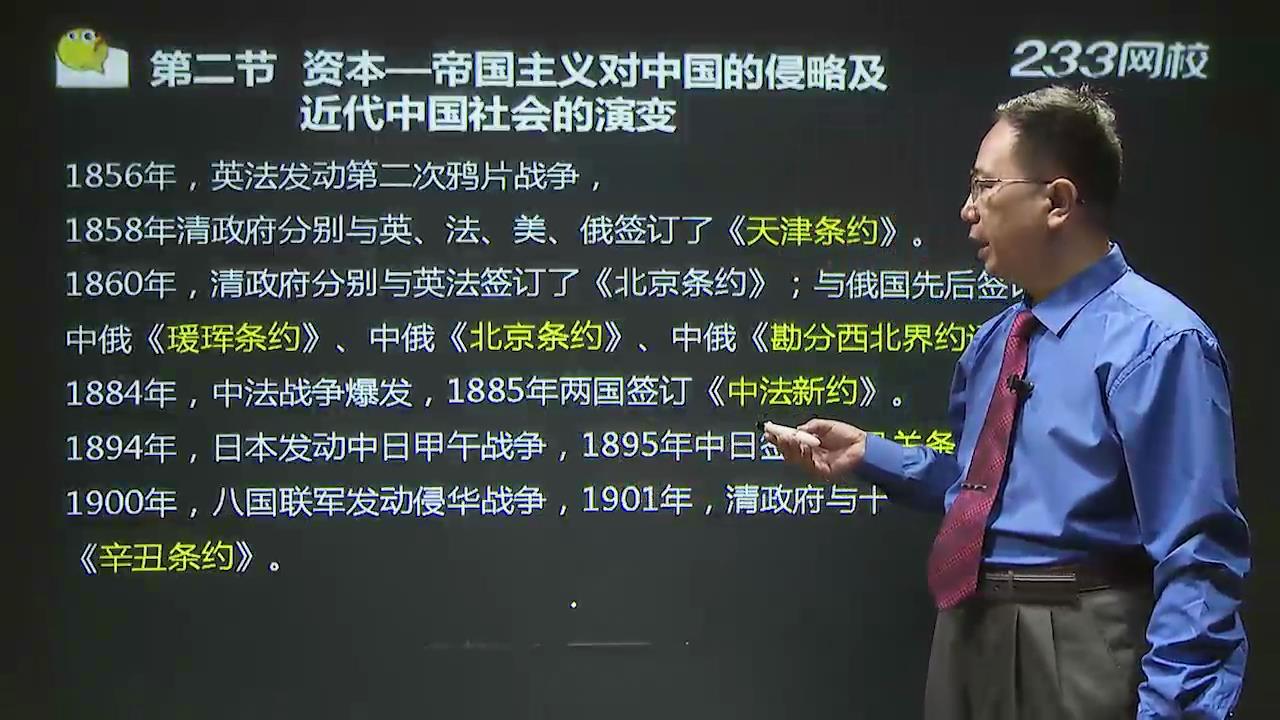 第二节 资本—帝国主义对中国的侵略及
近代中国社会的演变
233网校
1856年，英法发动第二次鸦片战争，
1858年清政府分别与英、法、美、俄签订了《天津条约》。
1860年，清政府分别与英法签订了《北京条约》；与俄国先后签
中俄《瑷珲条约》、中俄《北京条约》、中俄《勘分西北界约
1884年，中法战争爆发，1885年两国签订《中法新约》。
1894年，日本发动中日甲午战争，1895年中日 关条
1900年，八国联军发动侵华战争，1901年，清政府与十
《辛丑条约》。